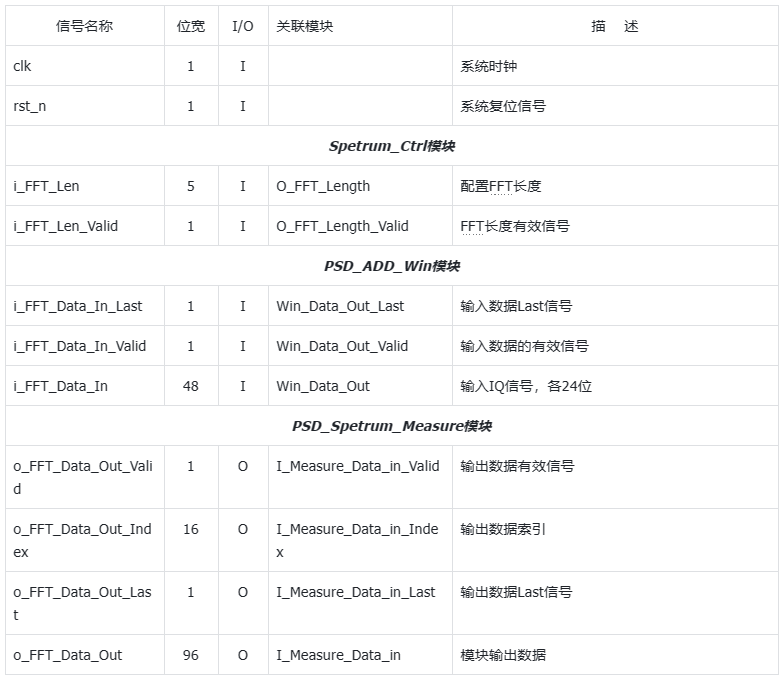 信号名称 位宽 I/O 关联模块 描 述
clk 1 I 系统时钟
rst_n 1 I 系统复位信号
Spetrum_Ctrl模块
i_FFT_Len 5 I O_FFT_Length 配置FFT长度
i_FFT_Len_Valid 1 I O_FFT_Length_Valid FFT长度有效信号
PSD_ADD_Win模块
i_FFT_Data_In_Last 1 I Win_Data_Out_Last 输入数据Last信号
i_FFT_Data_In_Valid 1 I Win_Data_Out_Valid 输入数据的有效信号
i_FFT_Data_In 48 I Win_Data_Out 输入IQ信号，各24位
PSD_Spetrum_Measure模块
o_FFT_Data_Out_Vali 1 O I_Measure_Data_in_Valid 输出数据有效信号
d
o_FFT_Data_Out_Ind 16 O I_Measure_Data_in_Inde 输出数据索引
ex x
o_FFT_Data_Out_Las 1 O I_Measure_Data_in_Last 输出数据Last信号
t
o_FFT_Data_Out 96 O I_Measure_Data_in 模块输出数据